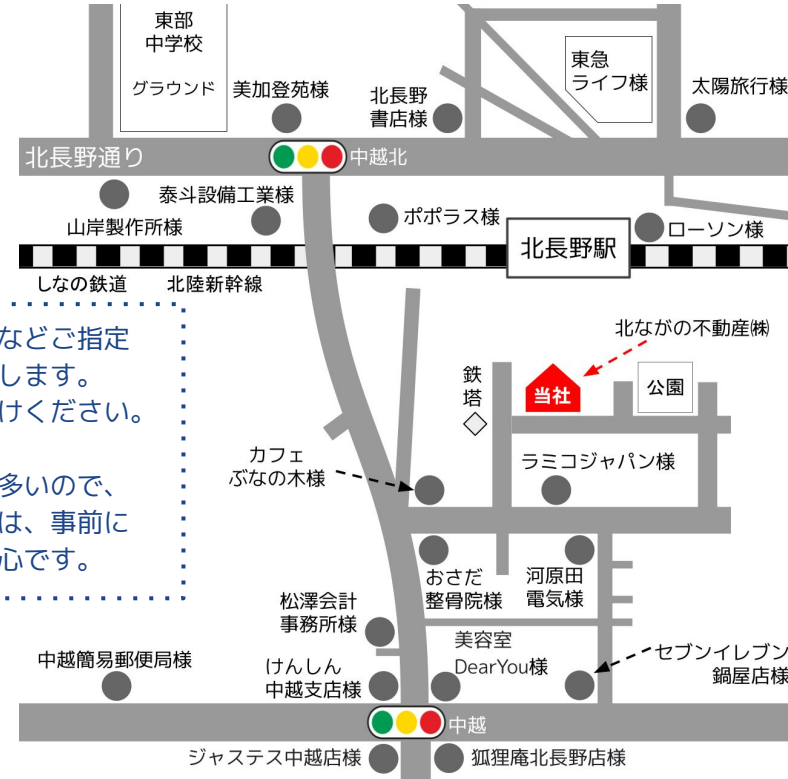 東部
中学校
グラウンド
美加登苑様
北長野
書店様
東急
ライフ様
太陽旅行様
北長野通り
中越北
泰斗設備工業様
山岸製作所様
ポポラス様
北長野駅
ローソン様
しなの鉄道
北陸新幹線
などご指定
します。
けください。
多いので、
は、事前に
心です。
北ながの不動産㈱
鉄
塔
当社
公園
カフェ
ぶなの木様
ラミコジャパン様
おさだ
整骨院様
河原田
電気様
松澤会計
事務所様
美容室
DearYou様
セブンイレブン
鍋屋店様
中越簡易郵便局様
けんしん
中越支店様
中越
ジャステス中越店様
狐狸庵北長野店様